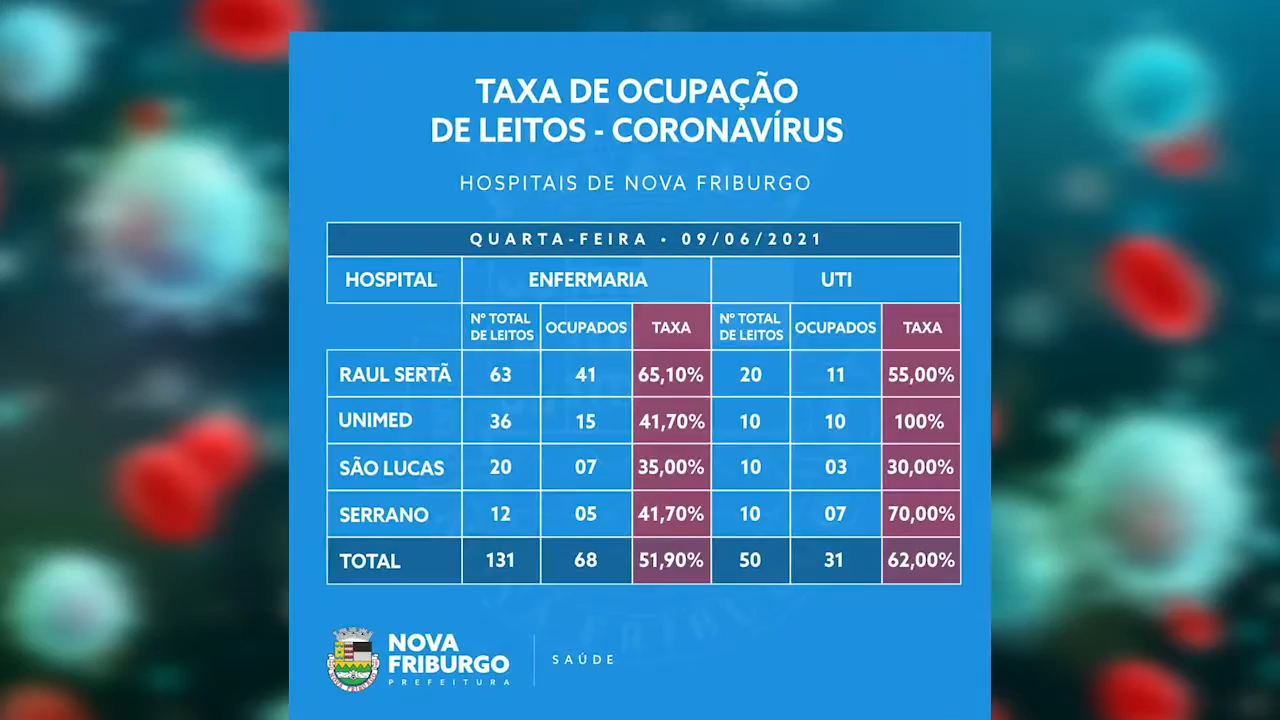 TAXA DE OCUPAÇÃO
DE LEITOS - CORONAVÍRUS
HOSPITAIS DE NOVA FRIBURGO
QUARTA-FEIRA • 09/06/2021
HOSPITAL ENFERMARIA UTI
Nº TOTAL DE LEITOS OCUPADOS TAXA Nº TOTAL DE LEITOS OCUPADOS TAXA
RAUL SERTÃ 63 41 65,10% 20 11 55,00%
UNIMED 36 15 41,70% 10 10 100%
SÃO LUCAS 20 07 35,00% 10 03 30,00%
SERRANO 12 05 41,70% 10 07 70,00%
TOTAL 131 68 51,90% 50 31 62,00%
NOVA
FRIBURGO
PREFEITURA
SAÚDE